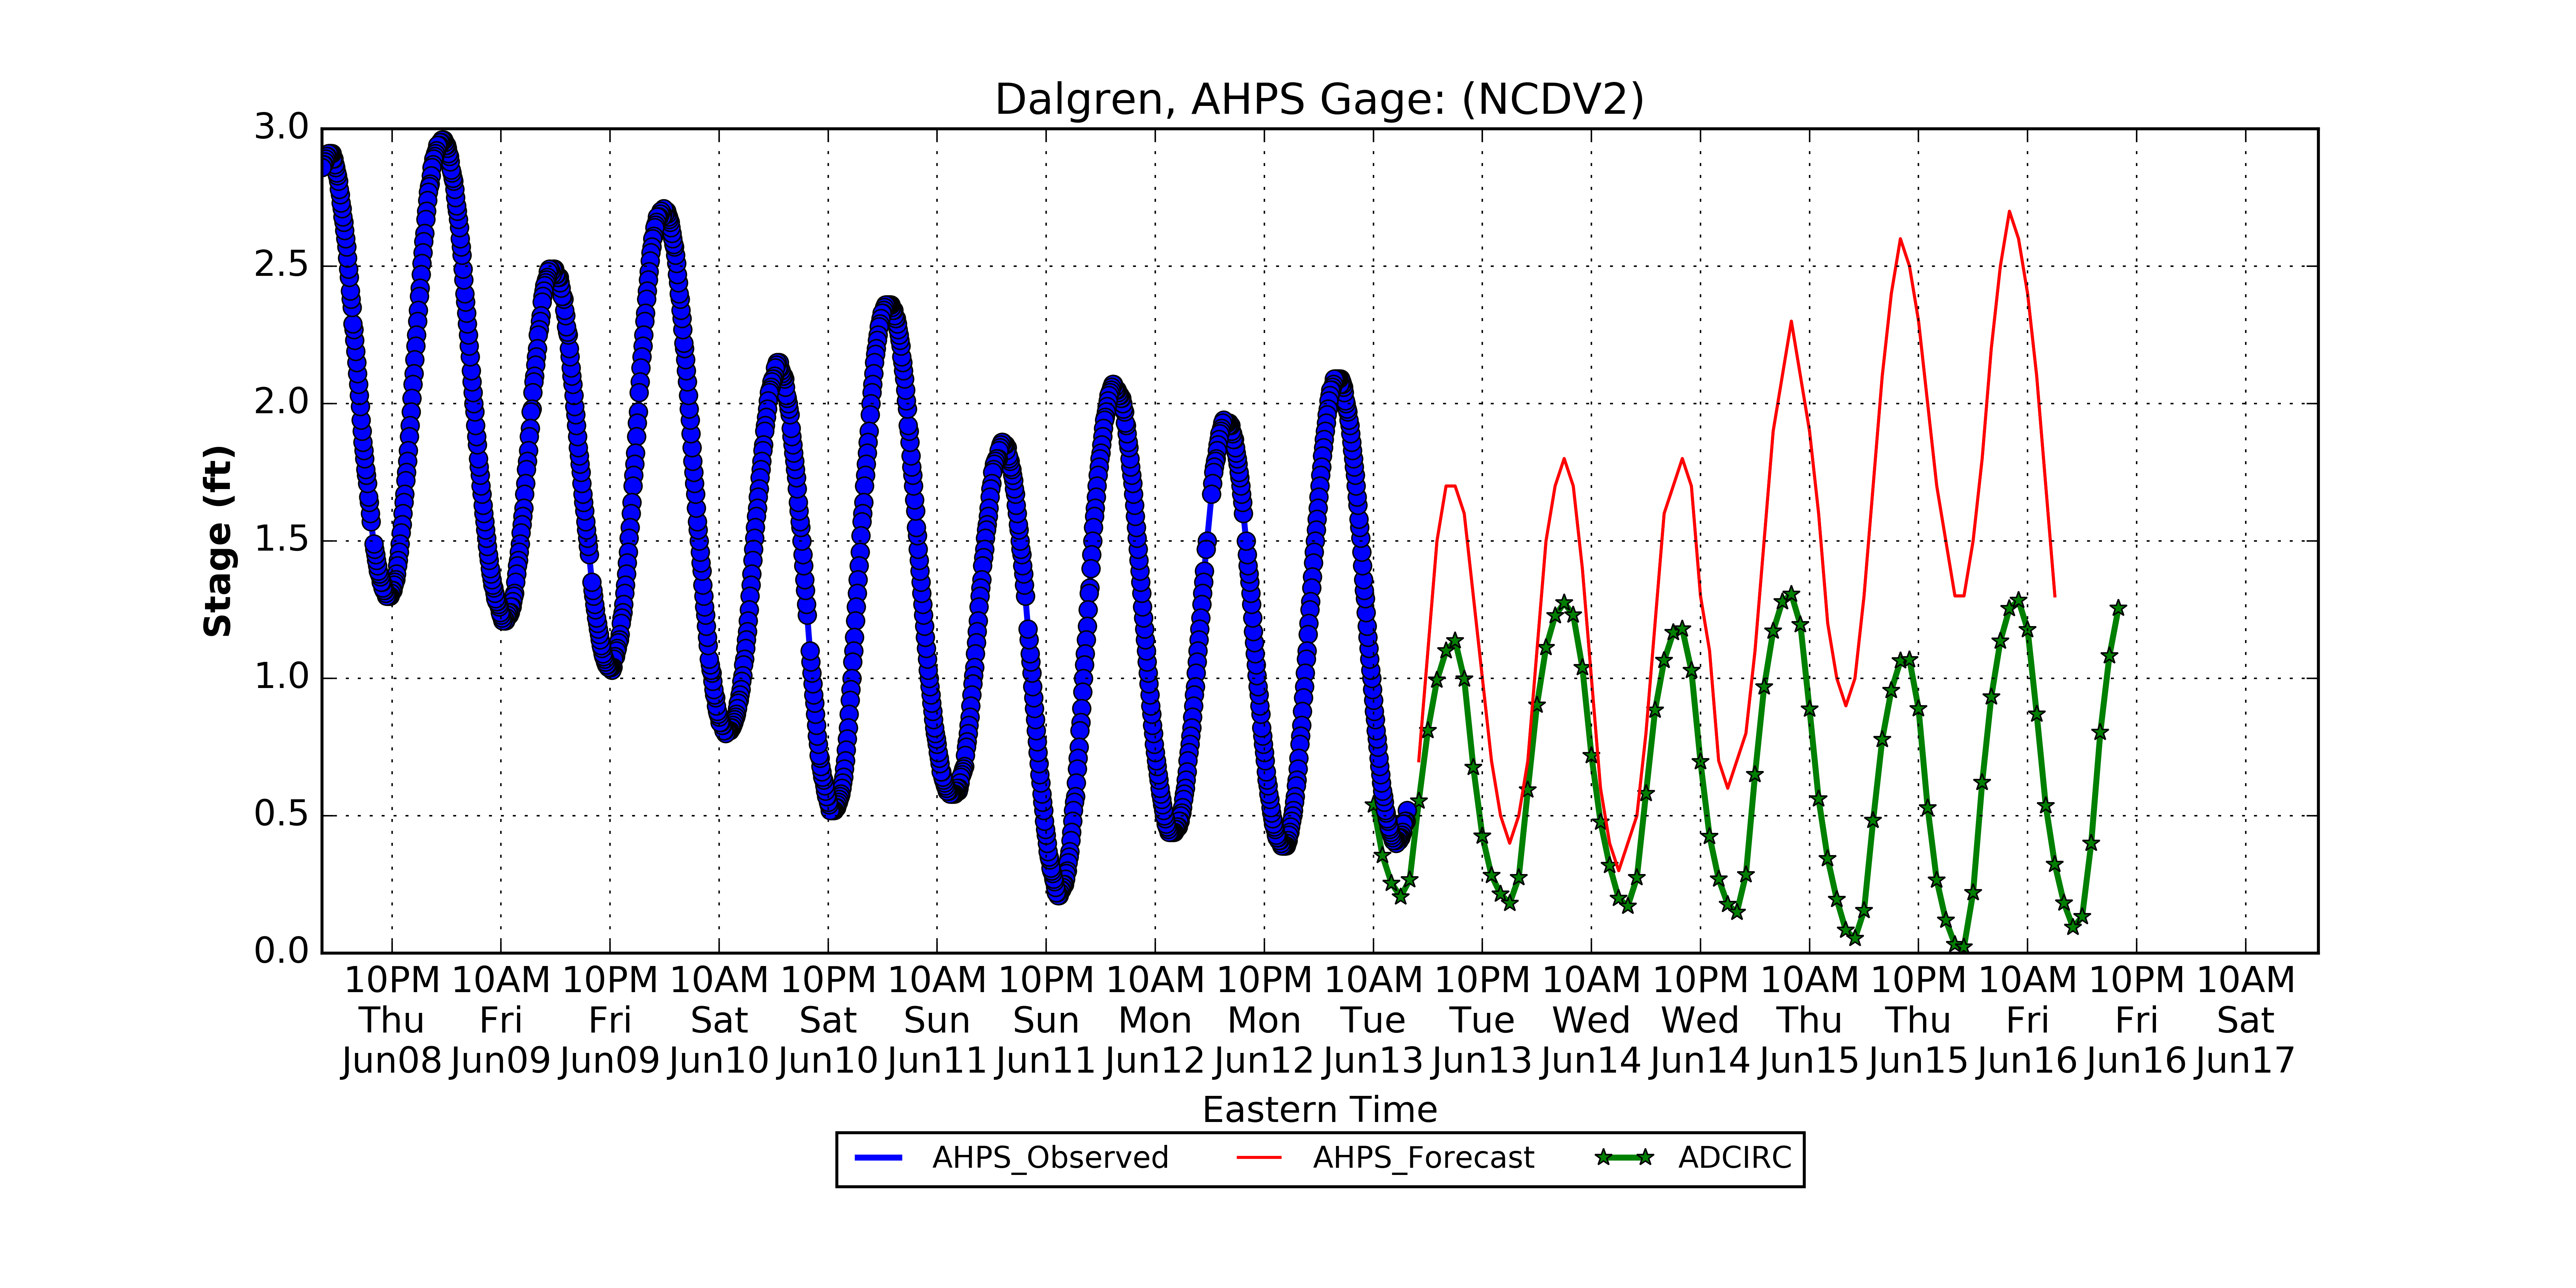 Dalgren, AHPS Gage: (NCDV2)
3.0
2.5
2.0
1.5
1.0
0.5
0.0
Stage (ft)
10PM 10AM 10PM 10AM 10PM 10AM 10PM 10AM 10PM 10AM 10PM 10AM 10PM 10AM 10PM 10AM 10PM 10AM
Thu Fri Fri Sat Sat Sun Sun Mon Mon Tue Tue Wed Wed Thu Thu Fri Fri Sat
Jun08 Jun09 Jun09 Jun10 Jun10 Jun11 Jun11 Jun12 Jun12 Jun13 Jun13 Jun14 Jun14 Jun15 Jun15 Jun16 Jun16 Jun17
Eastern Time
AHPS_Observed AHPS_Forecast ADCIRC